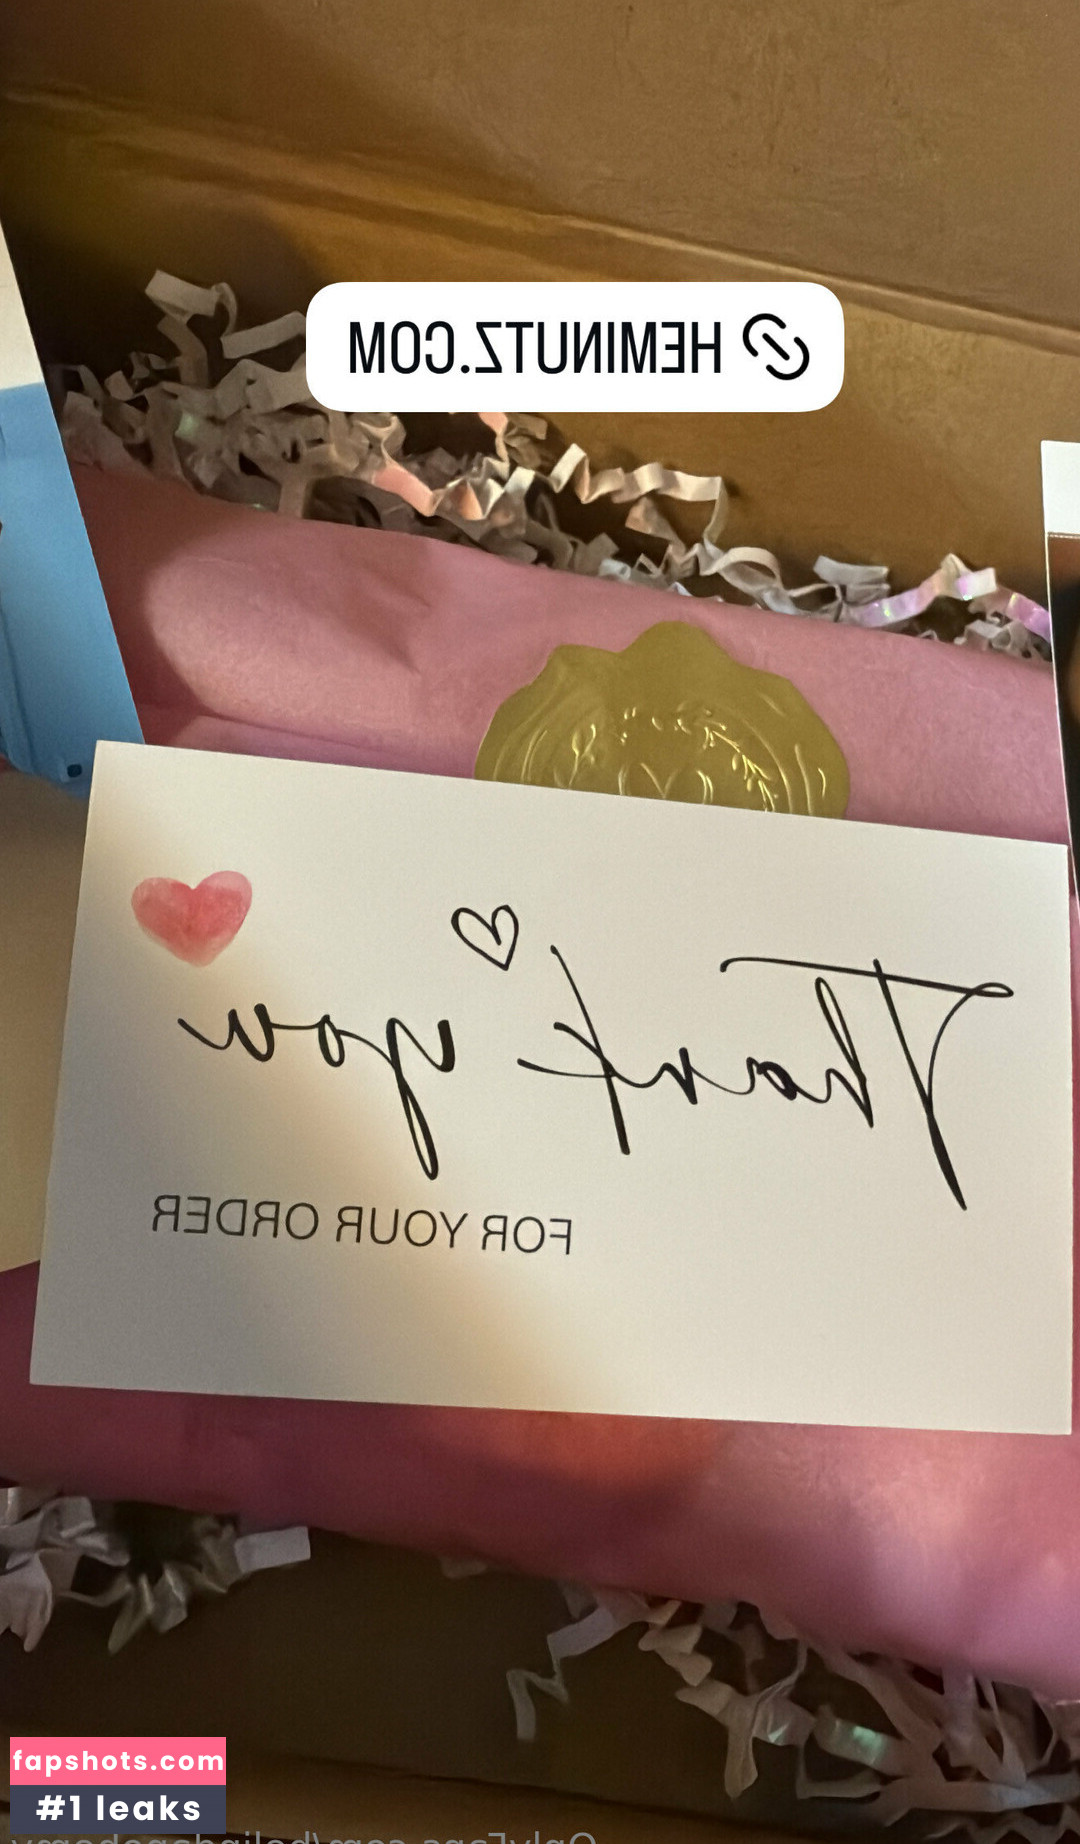 HEMINUTZ.COM
Thank you
FOR YOUR ORDER
fapshots.com
#1 leaks